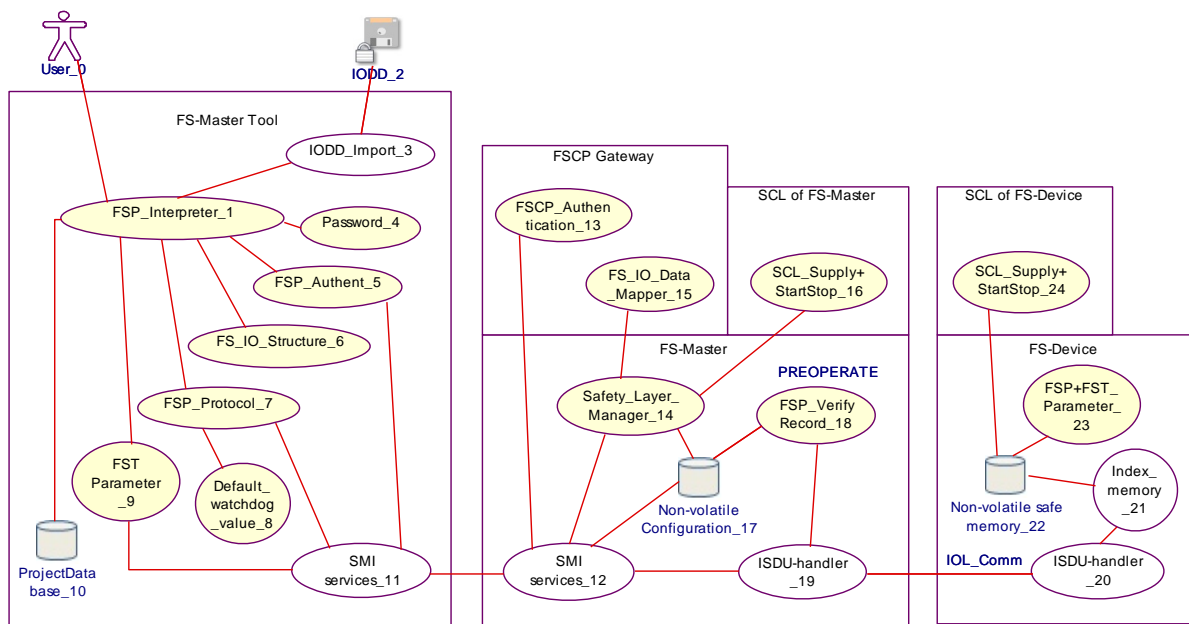 User_0
IODD_2
FS-Master Tool
IODD_Import_3
FSP_Interpreter_1
Password_4
FSP_Authent_5
FS_IO_Structure_6
FSP_Protocol_7
FST
Parameter
_9
Default_
watchdog
_value_8
ProjectData
base_10
SMI
services_11
FSCP Gateway
FSCP_Authen
tication_13
FS_IO_Data
_Mapper_15
SCL of FS-Master
SCL_Supply+
StartStop_16
FS-Master
PREOPERATE
Safety_Layer_
Manager_14
FSP_Verify
Record_18
Non-volatile
Configuration_17
SMI
services_12
ISDU-handler
_19
IOL_Comm
SCL of FS-Device
SCL_Supply+
StartStop_24
FS-Device
FSP+FST_
Parameter_
23
Index_
memory
_21
Non-volatile safe
memory_22
ISDU-handler
_20